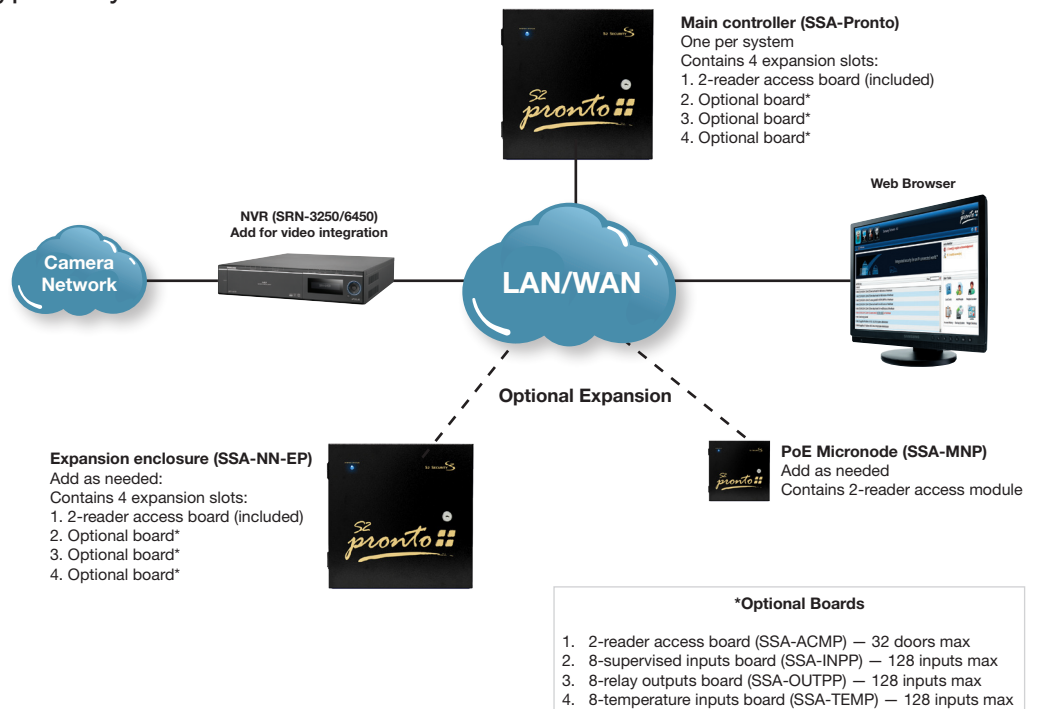 Main controller (SSA-Pronto)
One per system
Contains 4 expansion slots:
1. 2-reader access board (included)
2. Optional board*
3. Optional board*
4. Optional board*
S2 Security
S2
pronto
Web Browser
NVR (SRN-3250/6450)
Add for video integration
Camera
Network
LAN/WAN
Optional Expansion
Expansion enclosure (SSA-NN-EP)
Add as needed:
Contains 4 expansion slots:
1. 2-reader access board (included)
2. Optional board*
3. Optional board*
4. Optional board*
S2 Security
S2
pronto
S2
pronto
PoE Micronode (SSA-MNP)
Add as needed
Contains 2-reader access module
*Optional Boards
1. 2-reader access board (SSA-ACMP) — 32 doors max
2. 8-supervised inputs board (SSA-INPP) — 128 inputs max
3. 8-relay outputs board (SSA-OUTPP) — 128 inputs max
4. 8-temperature inputs board (SSA-TEMP) — 128 inputs max